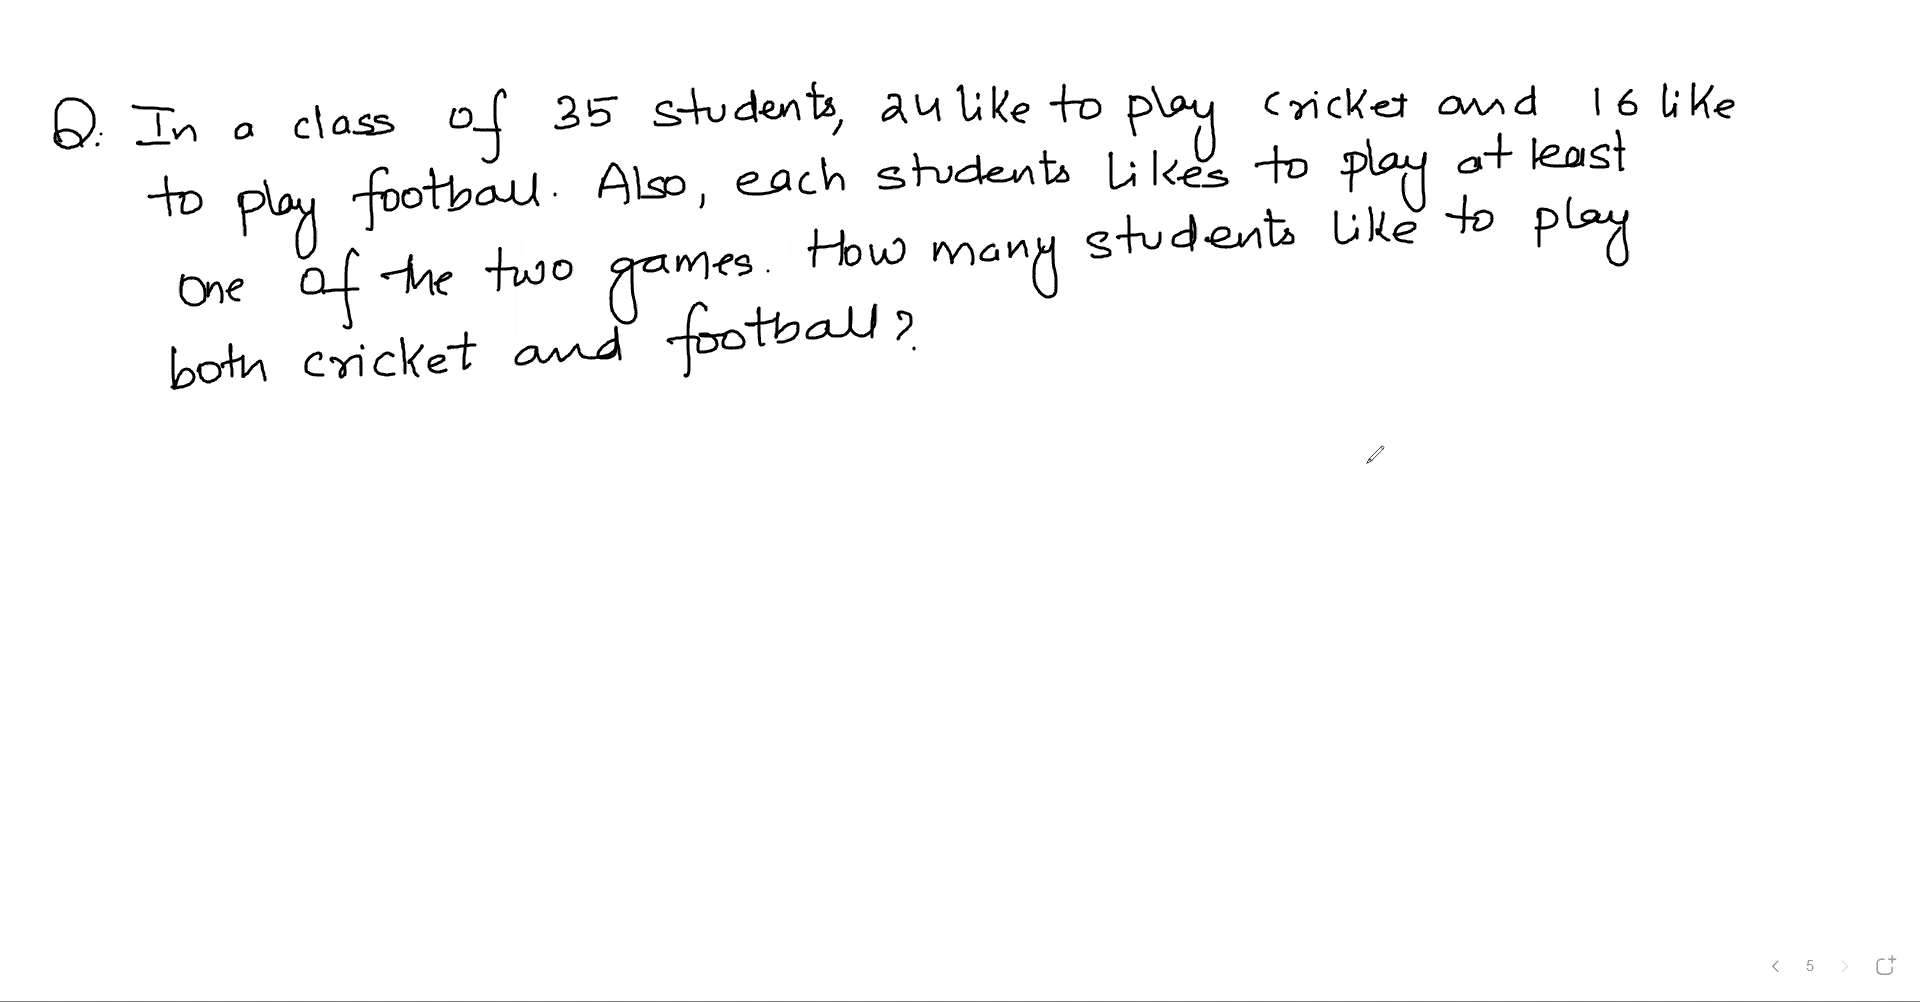 Q. In a class of 35 students, 24 like to play cricket and 16 like
to play football. Also, each students likes to play at least
one of the two games. How many students like to play
both cricket and football?
5